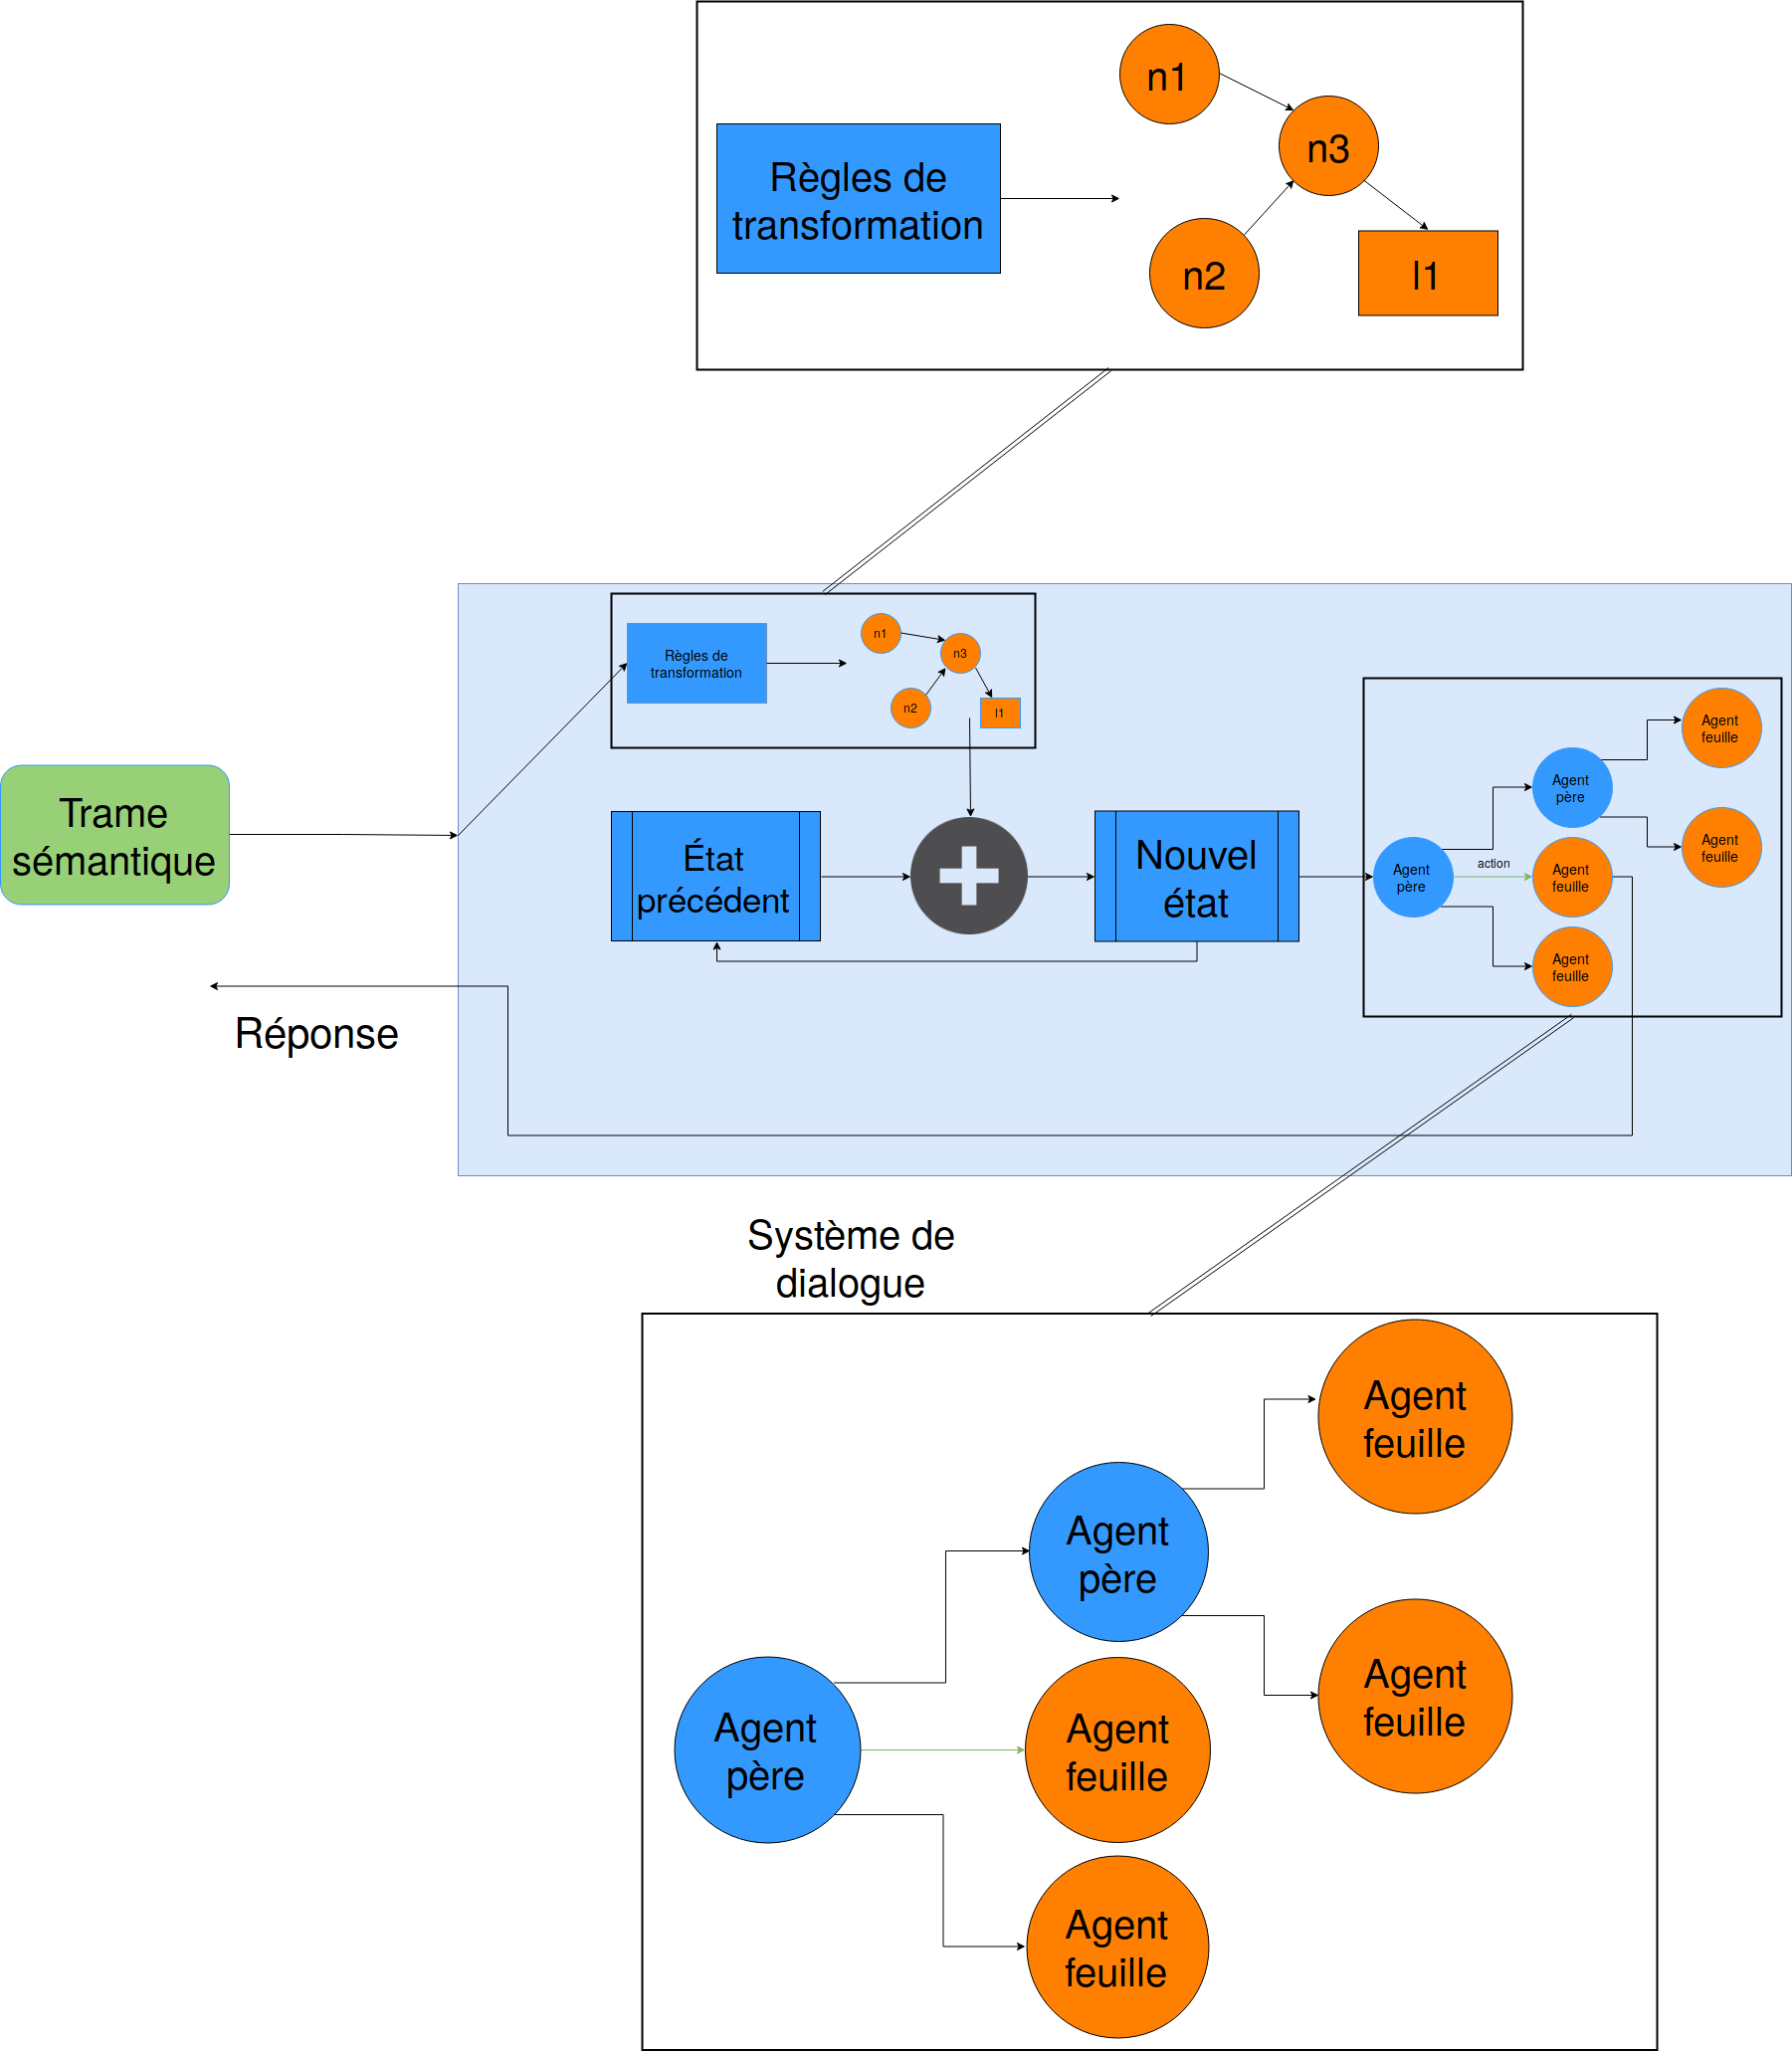 n1
n3
Règles de
transformation
n2
l1
Règles de
transformation
n1
n3
n2
l1
Agent
feuille
Agent
père
Agent
feuille
Trame
sémantique
État
précédent
Nouvel
état
Agent
père
action
Agent
feuille
Agent
feuille
Réponse
Système de
dialogue
Agent
feuille
Agent
père
Agent
feuille
Agent
père
Agent
feuille
Agent
feuille